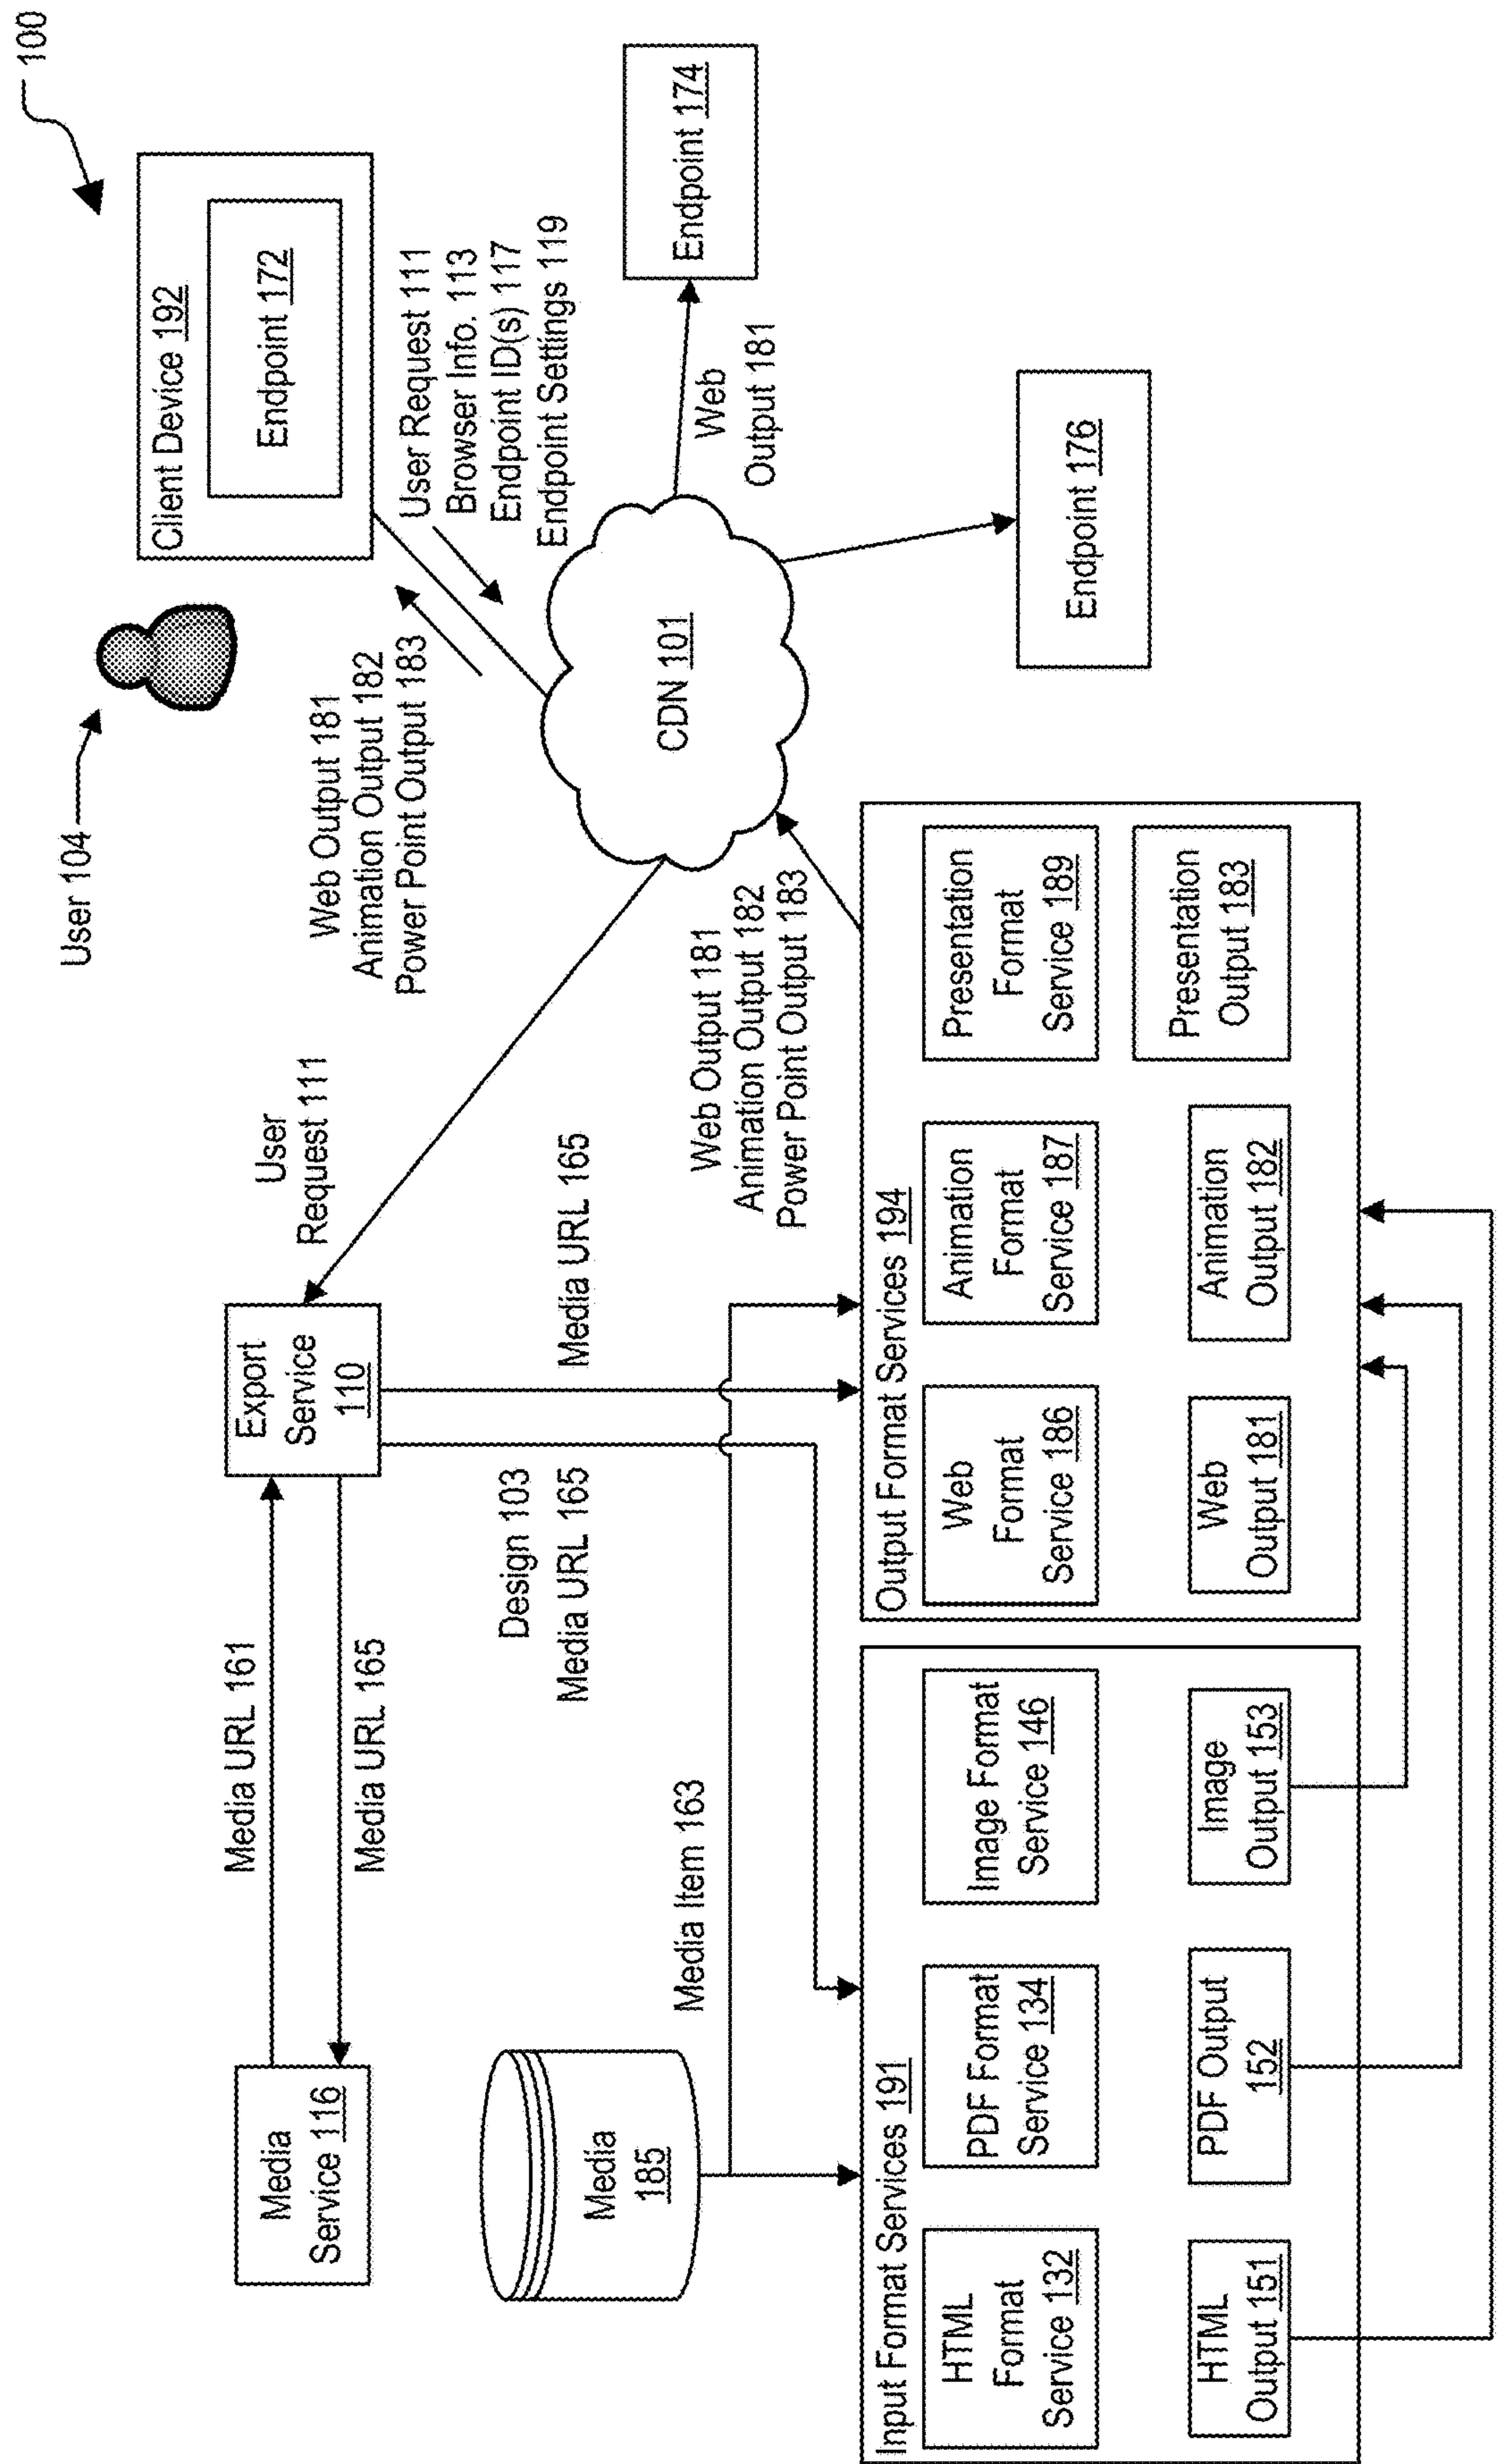 100
User 104
Client Device 192
Endpoint 172
User Request 111
Browser Info. 113
Endpoint ID(s) 117
Endpoint Settings 119
Web Output 181
Animation Output 182
Power Point Output 183
CDN 101
Web
Output 181
Endpoint 174
Endpoint 176
User
Request 111
Media
Service 116
Media URL 161
Media URL 165
Export
Service
110
Media URL 165
Design 103
Media URL 165
Media
185
Media Item 163
Web Output 181
Animation Output 182
Power Point Output 183
Input Format Services 191
HTML
Format
Service 132
PDF Format
Service 134
Image Format
Service 146
HTML
Output 151
PDF Output
152
Image
Output 153
Output Format Services 194
Web
Format
Service 186
Animation
Format
Service 187
Presentation
Format
Service 189
Web
Output 181
Animation
Output 182
Presentation
Output 183